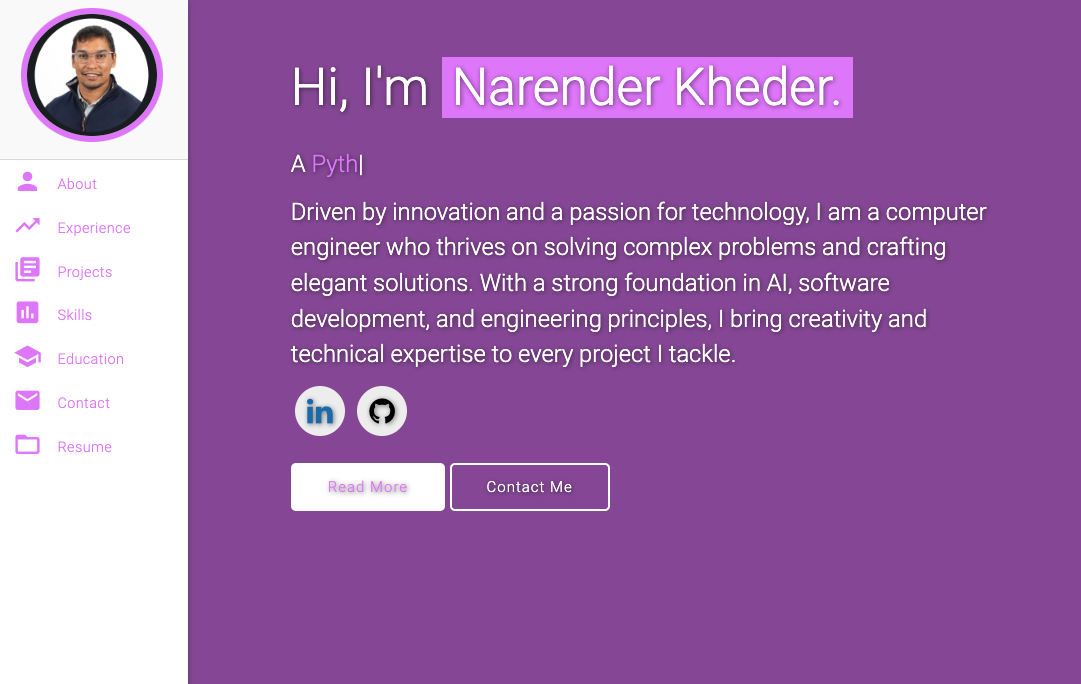 Hi, I'm Narender Kheder.
A Pyth|
Driven by innovation and a passion for technology, I am a computer
engineer who thrives on solving complex problems and crafting
elegant solutions. With a strong foundation in AI, software
development, and engineering principles, I bring creativity and
technical expertise to every project I tackle.
in
Read More
Contact Me
About
Experience
Projects
Skills
Education
Contact
Resume